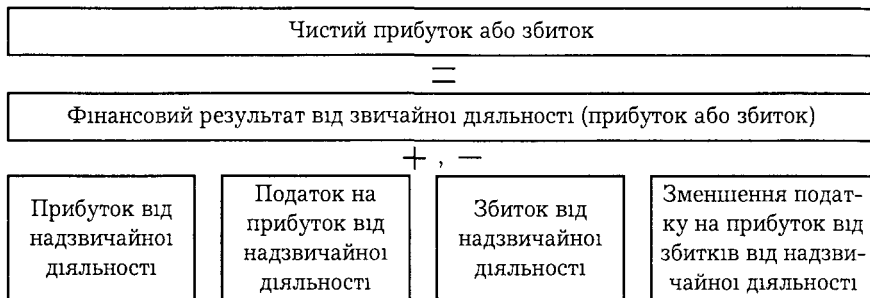 Чистий прибуток або збиток
=
Фінансовий результат від звичайної діяльності (прибуток або збиток)
+ , −
Прибуток від
надзвичайної
діяльності
Податок на
прибуток від
надзвичайної
діяльності
Збиток від
надзвичайної
діяльності
Зменшення подат-
ку на прибуток від
збитків від надзви-
чайної діяльності